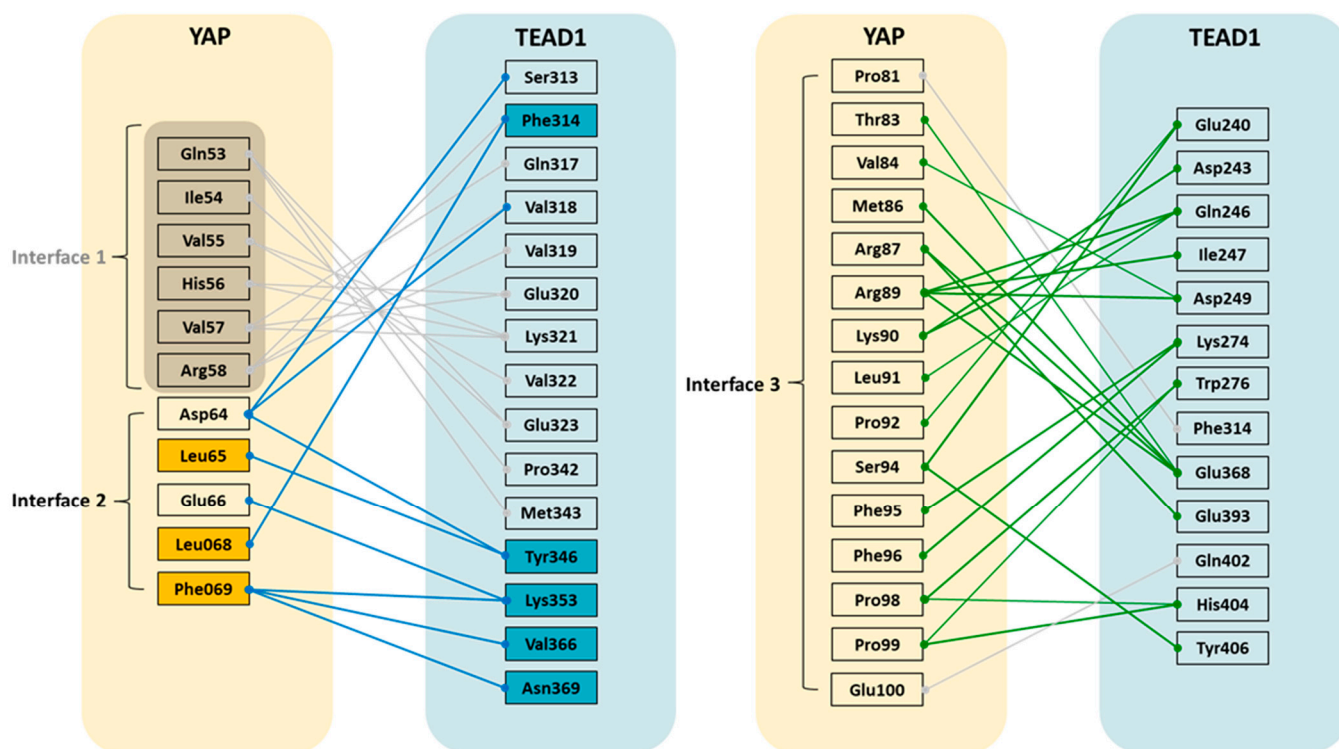 YAP
TEAD1
Interface 1
Gln53
Ile54
Val55
His56
Val57
Arg58
Interface 2
Asp64
Leu65
Glu66
Leu068
Phe069
Ser313
Phe314
Gln317
Val318
Val319
Glu320
Lys321
Val322
Glu323
Pro342
Met343
Tyr346
Lys353
Val366
Asn369
YAP
TEAD1
Interface 3
Pro81
Thr83
Val84
Met86
Arg87
Arg89
Lys90
Leu91
Pro92
Ser94
Phe95
Phe96
Pro98
Pro99
Glu100
Glu240
Asp243
Gln246
Ile247
Asp249
Lys274
Trp276
Phe314
Glu368
Glu393
Gln402
His404
Tyr406